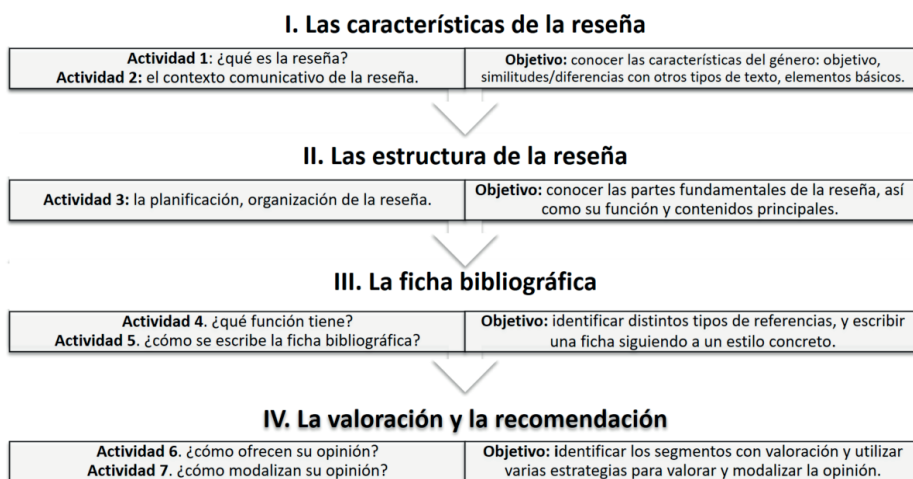 I. Las características de la reseña
Actividad 1: ¿qué es la reseña?
Actividad 2: el contexto comunicativo de la reseña.
Objetivo: conocer las características del género: objetivo,
similitudes/diferencias con otros tipos de texto, elementos básicos.
II. Las estructura de la reseña
Actividad 3: la planificación, organización de la reseña.
Objetivo: conocer las partes fundamentales de la reseña, así
como su función y contenidos principales.
III. La ficha bibliográfica
Actividad 4. ¿qué función tiene?
Actividad 5. ¿cómo se escribe la ficha bibliográfica?
Objetivo: identificar distintos tipos de referencias, y escribir
una ficha siguiendo a un estilo concreto.
IV. La valoración y la recomendación
Actividad 6. ¿cómo ofrecen su opinión?
Actividad 7. ¿cómo modalizan su opinión?
Objetivo: identificar los segmentos con valoración y utilizar
varias estrategias para valorar y modalizar la opinión.